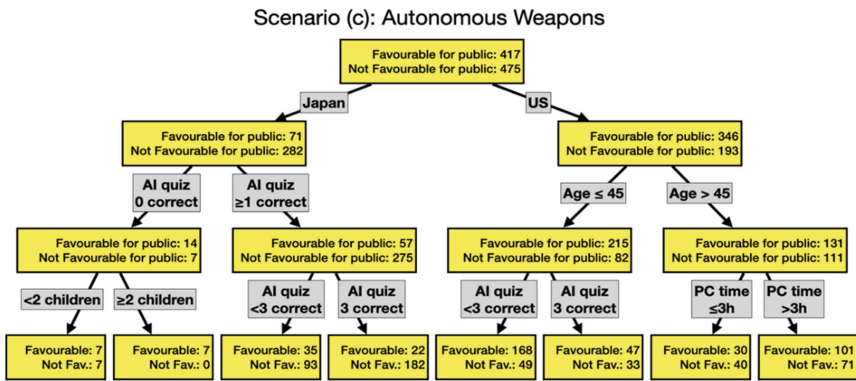 Scenario (c): Autonomous Weapons
Favourable for public: 417
Not Favourable for public: 475
Japan
US
Favourable for public: 71
Not Favourable for public: 282
Favourable for public: 346
Not Favourable for public: 193
AI quiz
0 correct
AI quiz
≥1 correct
Age ≤ 45
Age > 45
Favourable for public: 14
Not Favourable for public: 7
Favourable for public: 57
Not Favourable for public: 275
Favourable for public: 215
Not Favourable for public: 82
Favourable for public: 131
Not Favourable for public: 111
<2 children
≥2 children
AI quiz
<3 correct
AI quiz
3 correct
AI quiz
<3 correct
AI quiz
3 correct
PC time
≤3h
PC time
>3h
Favourable: 7
Not Fav.: 7
Favourable: 7
Not Fav.: 0
Favourable: 35
Not Fav.: 93
Favourable: 22
Not Fav.: 182
Favourable: 168
Not Fav.: 49
Favourable: 47
Not Fav.: 33
Favourable: 30
Not Fav.: 40
Favourable: 101
Not Fav.: 71